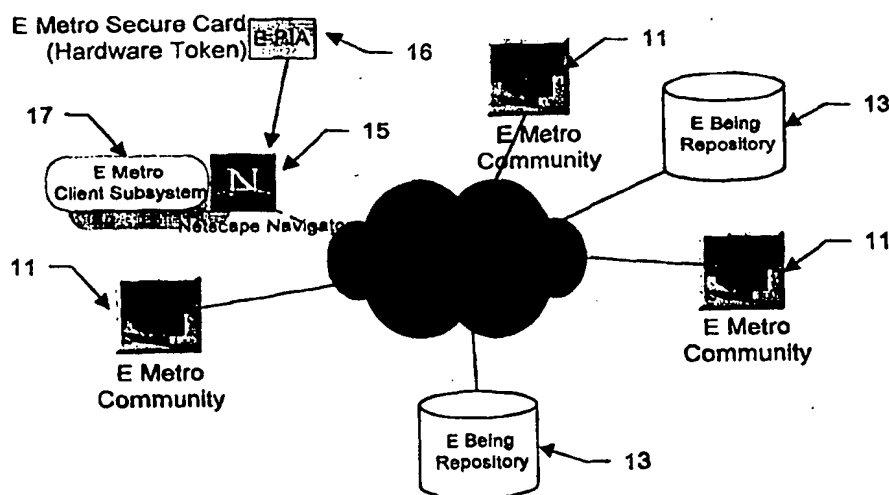 E Metro Secure Card
(Hardware Token)
16
11
13
E Metro
Community
E Being
Repository
17
15
E Metro
Client Subsystem
N
Netscape Navigator
11
E Metro
Community
11
E Metro
Community
E Being
Repository
13